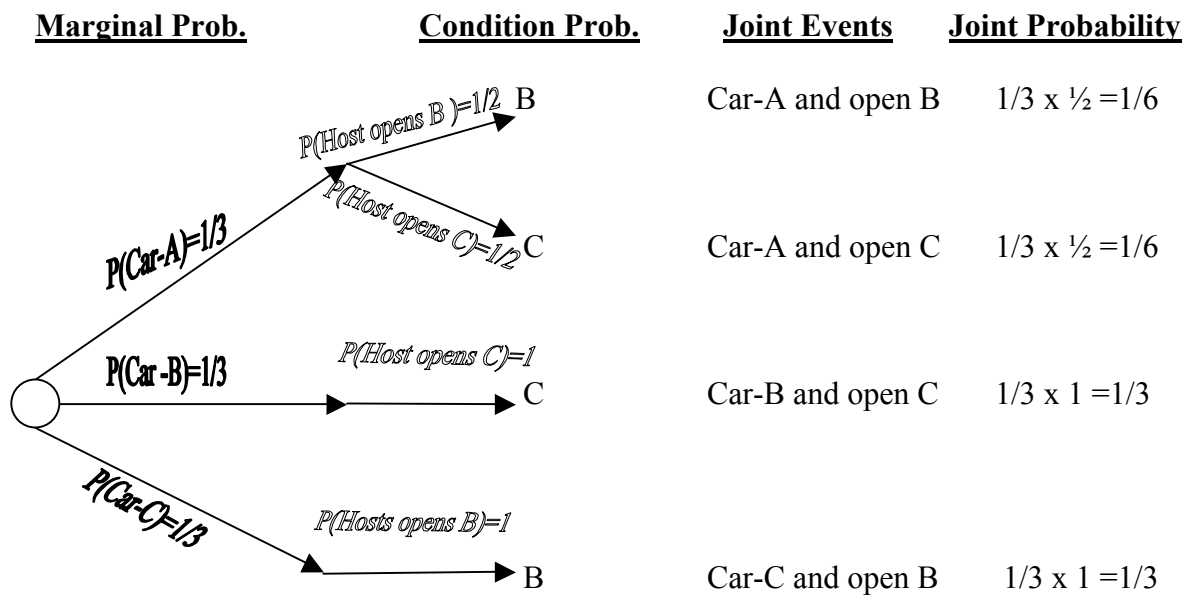 Marginal Prob. Condition Prob. Joint Events Joint Probability
P(Host opens B )=1/2 B Car-A and open B 1/3 x ½ =1/6
P(Car-A)=1/3 P(Host opens C)=1/2 C Car-A and open C 1/3 x ½ =1/6
P(Host opens C)=1
P(Car -B)=1/3 C Car-B and open C 1/3 x 1 =1/3
P(Car-C)=1/3 P(Hosts opens B)=1
B Car-C and open B 1/3 x 1 =1/3